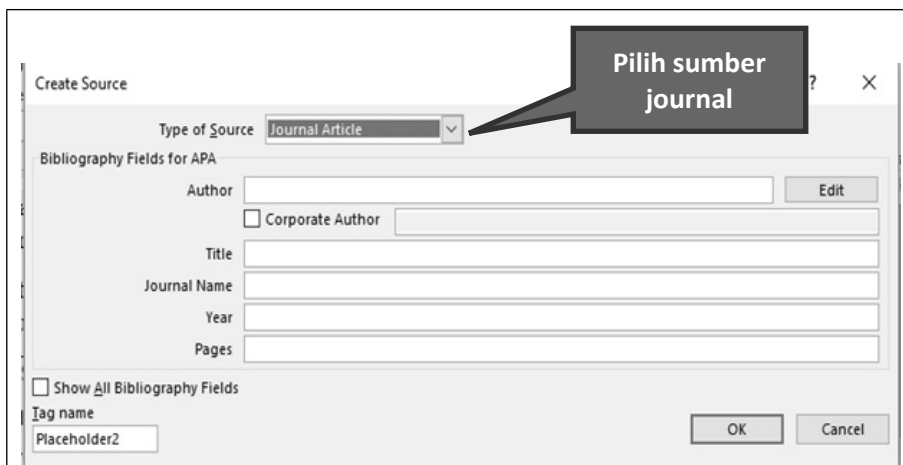 Pilih sumber
journal
Create Source
?
Type of Source Journal Article
Bibliography Fields for APA
Author
Edit
Corporate Author
Title
Journal Name
Year
Pages
Show All Bibliography Fields
Tag name
Placeholder2
OK
Cancel